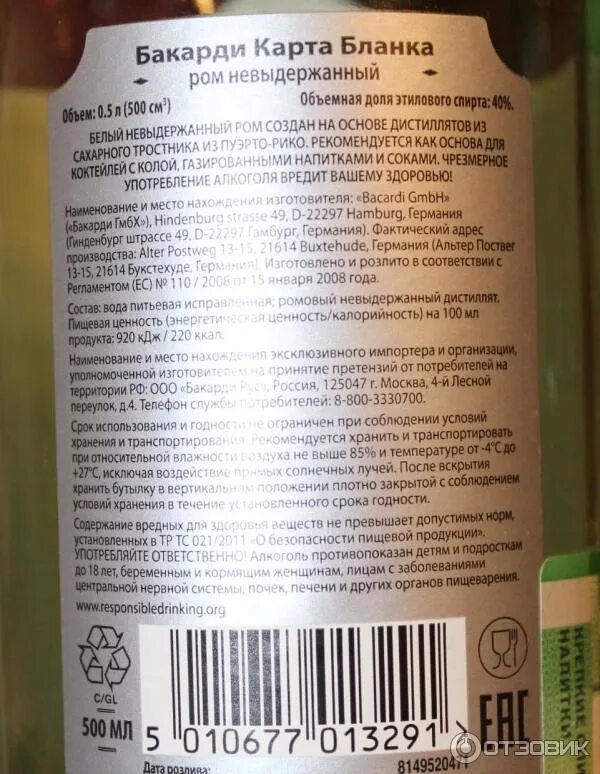 Бакарди Карта Бланка
ром невыдержанный
Объем: 0.5 л (500 см³) Объемная доля этилового спирта: 40%.
БЕЛЫЙ НЕВЫДЕРЖАННЫЙ РОМ СОЗДАН НА ОСНОВЕ ДИСТИЛЛЯТОВ ИЗ
САХАРНОГО ТРОСТНИКА ИЗ ПУЭРТО-РИКО. РЕКОМЕНДУЕТСЯ КАК ОСНОВА ДЛЯ
КОКТЕЙЛЕЙ С КОЛОЙ, ГАЗИРОВАННЫМИ НАПИТКАМИ И СОКАМИ. ЧРЕЗМЕРНОЕ
УПОТРЕБЛЕНИЕ АЛКОГОЛЯ ВРЕДИТ ВАШЕМУ ЗДОРОВЬЮ!
Наименование и место нахождения изготовителя: «Bacardi GmbH»
(«Бакарди ГмбХ»), Hindenburg strasse 49, D-22297 Hamburg, Германия
(Гинденбург штрассе 49, D-22297 Гамбург, Германия). Фактический адрес
производства: Alter Postweg 13-15, 21614 Buxtehude, Германия (Альтер Поствег
13-15, 21614 Букстехуде, Германия). Изготовлено и розлито в соответствии с
Регламентом (ЕС) № 110 / 2008 от 15 января 2008 года.
Состав: вода питьевая исправленная; ромовый невыдержанный дистиллят.
Пищевая ценность (энергетическая ценность/калорийность) на 100 мл
продукта: 920 кДж / 220 ккал.
Наименование и место нахождения эксклюзивного импортера и организации,
уполномоченной изготовителем на принятие претензий от потребителей на
территории РФ: ООО «Бакарди Рус», Россия, 125047 г. Москва, 4-й Лесной
переулок, д.4. Телефон службы потребителей: 8-800-3330700.
Срок использования и годности не ограничен при соблюдении условий
хранения и транспортирования. Рекомендуется хранить и транспортировать
при относительной влажности воздуха не выше 85% и температуре от -4°С до
+27°С, исключая воздействие прямых солнечных лучей. После вскрытия
хранить бутылку в вертикальном положении плотно закрытой с соблюдением
условий хранения в течение установленного срока годности.
Содержание вредных для здоровья веществ не превышает допустимых норм,
установленных в ТР ТС 021/2011 «О безопасности пищевой продукции».
УПОТРЕБЛЯЙТЕ ОТВЕТСТВЕННО! Алкоголь противопоказан детям и подросткам
до 18 лет, беременным и кормящим женщинам, лицам с заболеваниями
центральной нервной системы, почек, печени и других органов пищеварения.
www.responsibledrinking.org
C/GL
500 МЛ
5 010677 013291
EAC
Дата розлива: 8149520471
КРЕПКИЕ
НАПИТКИ
ОТЗОВИК